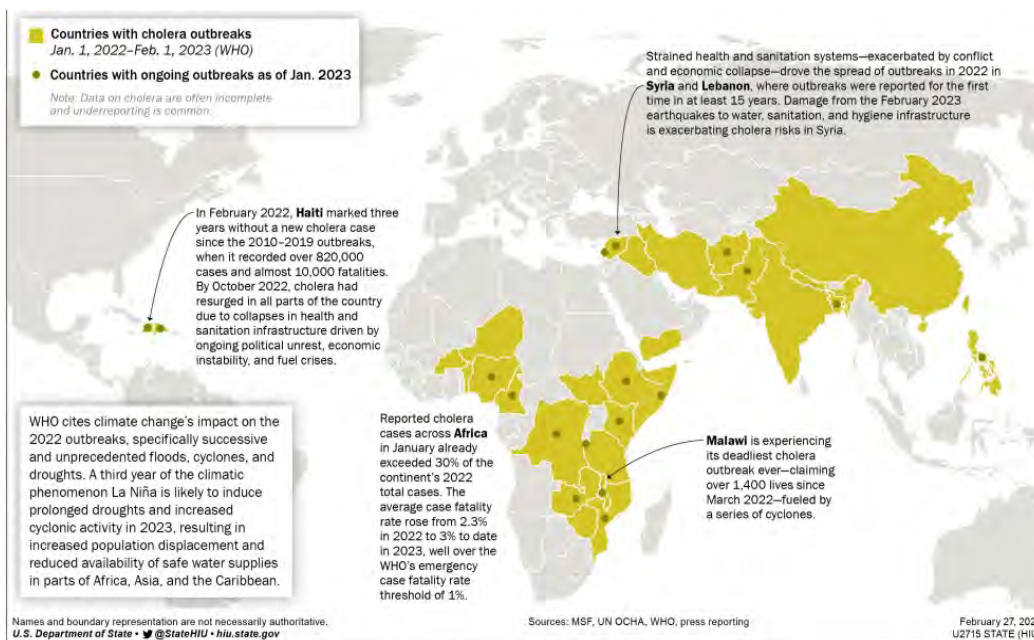 Countries with cholera outbreaks
Jan. 1, 2022–Feb. 1, 2023 (WHO)
Countries with ongoing outbreaks as of Jan. 2023
Note: Data on cholera are often incomplete
and underreporting is common.
Strained health and sanitation systems—exacerbated by conflict
and economic collapse—drove the spread of outbreaks in 2022 in
Syria and Lebanon, where outbreaks were reported for the first
time in at least 15 years. Damage from the February 2023
earthquakes to water, sanitation, and hygiene infrastructure
is exacerbating cholera risks in Syria.
In February 2022, Haiti marked three
years without a new cholera case
since the 2010–2019 outbreaks,
when it recorded over 820,000
cases and almost 10,000 fatalities.
By October 2022, cholera had
resurged in all parts of the country
due to collapses in health and
sanitation infrastructure driven by
ongoing political unrest, economic
instability, and fuel crises.
WHO cites climate change's impact on the
2022 outbreaks, specifically successive
and unprecedented floods, cyclones, and
droughts. A third year of the climatic
phenomenon La Niña is likely to induce
prolonged droughts and increased
cyclonic activity in 2023, resulting in
increased population displacement and
reduced availability of safe water supplies
in parts of Africa, Asia, and the Caribbean.
Reported cholera
cases across Africa
in January already
exceeded 30% of the
continent's 2022
total cases. The
average case fatality
rate rose from 2.3%
in 2022 to 3% to date
in 2023, well over the
WHO's emergency
case fatality rate
threshold of 1%.
Malawi is experiencing
its deadliest cholera
outbreak ever—claiming
over 1,400 lives since
March 2022—fueled by
a series of cyclones.
Names and boundary representation are not necessarily authoritative.
U.S. Department of State • @StateHIU • hiu.state.gov
Sources: MSF, UN OCHA, WHO, press reporting
February 27, 202
U2715 STATE (HIU